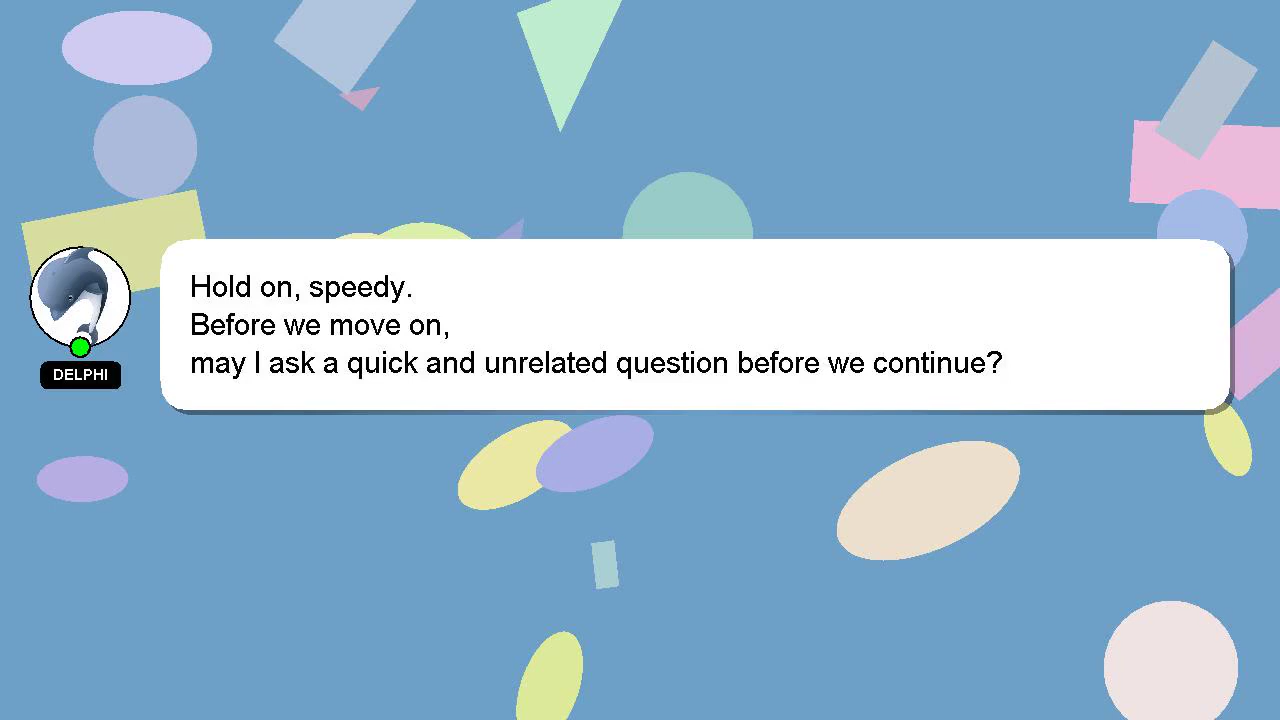 Hold on, speedy.
Before we move on,
may I ask a quick and unrelated question before we continue?
DELPHI